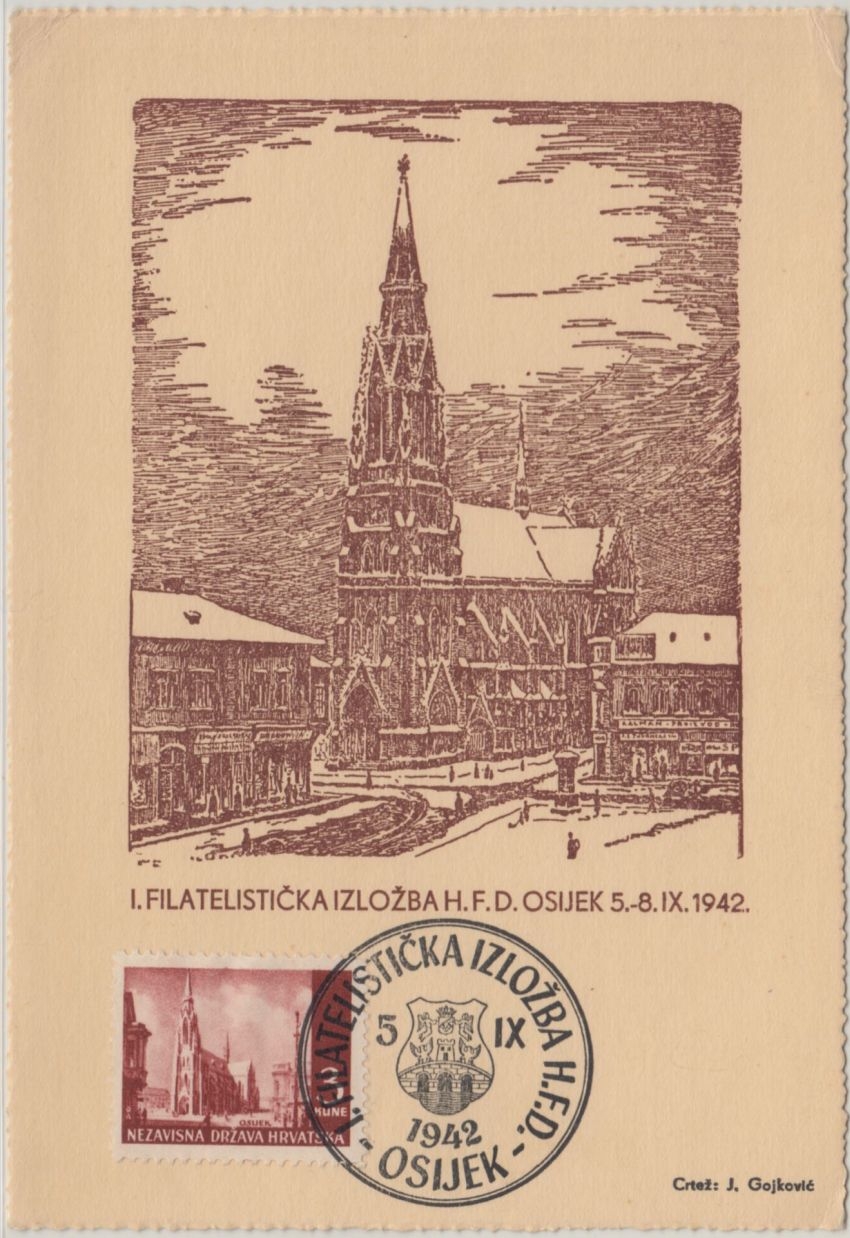 I. FILATELISTIČKA IZLOŽBA H. F. D. OSIJEK 5.-8. IX. 1942.
OSIJEK
3
KUNE
NEZAVISNA DRŽAVA HRVATSKA
- I. FILATELISTIČKA IZLOŽBA H.F.D. -
5 IX
1942
OSIJEK
Crtež: J. Gojković